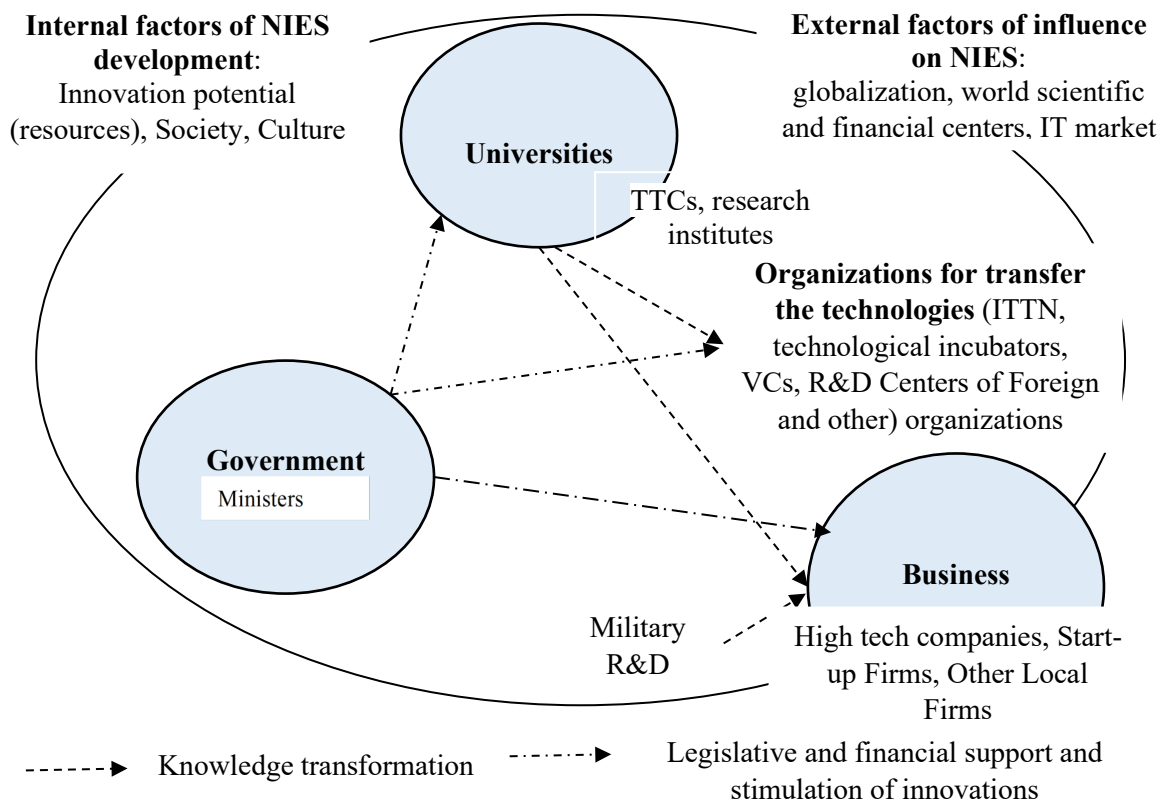 Internal factors of NIES
development:
Innovation potential
(resources), Society, Culture
External factors of influence
on NIES:
globalization, world scientific
and financial centers, IT market
Universities
TTCs, research
institutes
Organizations for transfer
the technologies (ITTN,
technological incubators,
VCs, R&D Centers of Foreign
and other) organizations
Government
Ministers
Business
High tech companies, Start-
up Firms, Other Local
Firms
Military
R&D
Knowledge transformation
Legislative and financial support and
stimulation of innovations